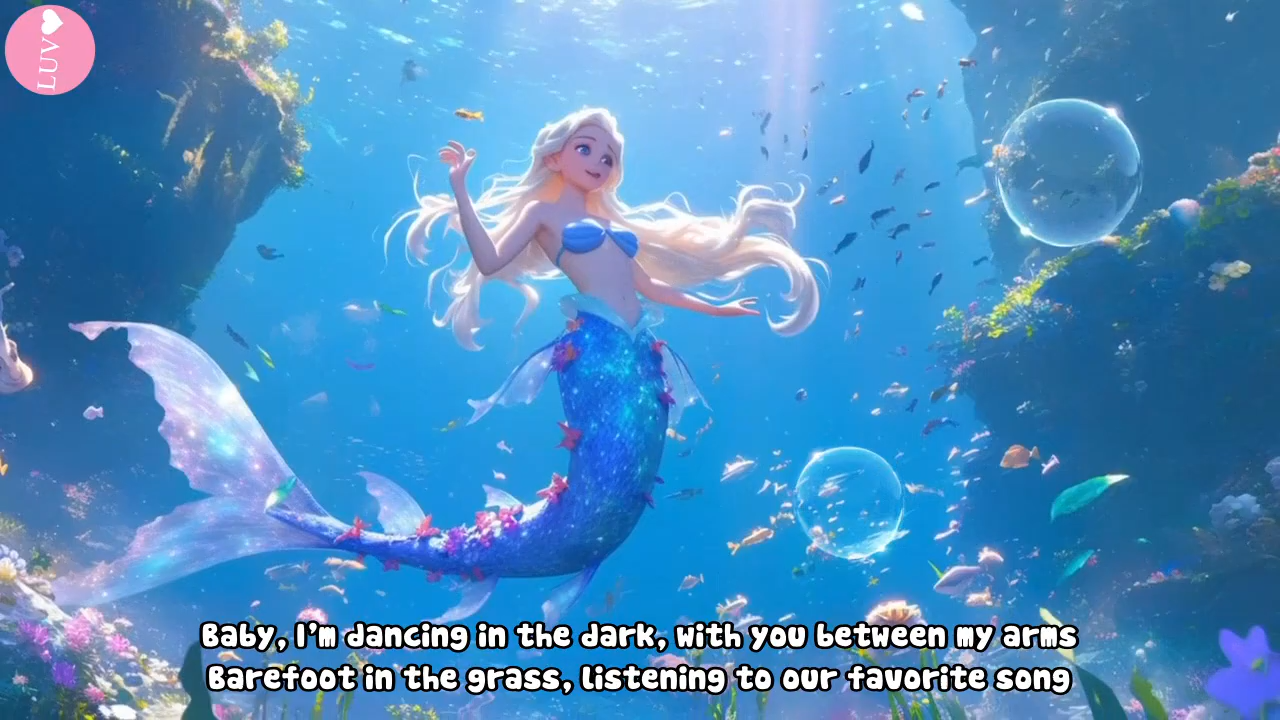 LUV
Baby, I'm dancing in the dark, with you between my arms
Barefoot in the grass, listening to our favorite song